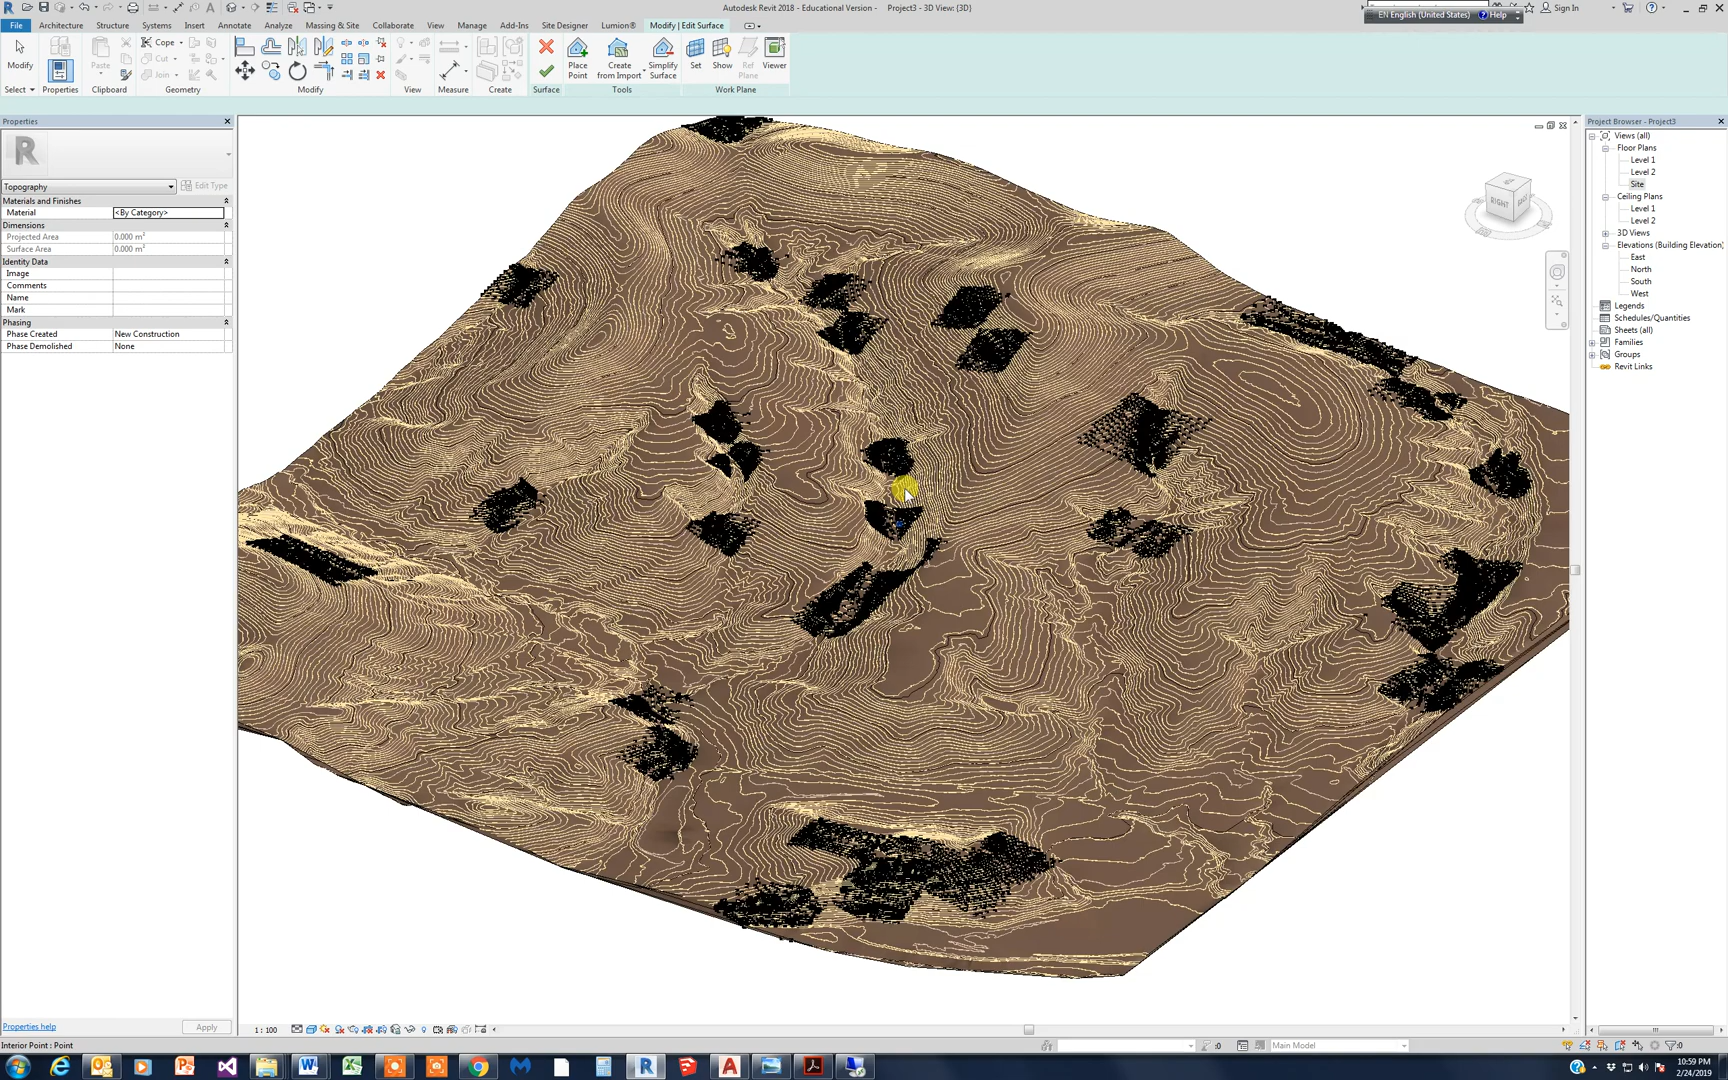 Autodesk Revit 2018 - Educational Version - Project3 - 3D View: {3D}
Sign In
EN English (United States) Help
File Architecture Structure Systems Insert Annotate Analyze Massing & Site Collaborate View Manage Add-Ins Site Designer Lumion® Modify | Edit Surface
Modify
Paste
Cope
Cut
Join
Place Point
Create from Import
Simplify Surface
Set
Show
Ref Plane
Viewer
Select Properties Clipboard Geometry Modify View Measure Create Surface Tools Work Plane
Properties
R
Topography
Edit Type
Materials and Finishes
Material <By Category>
Dimensions
Projected Area 0.000 m²
Surface Area 0.000 m²
Identity Data
Image
Comments
Name
Mark
Phasing
Phase Created New Construction
Phase Demolished None
Properties help
Apply
RIGHT
Project Browser - Project3
Views (all)
Floor Plans
Level 1
Level 2
Site
Ceiling Plans
Level 1
Level 2
3D Views
Elevations (Building Elevation)
East
North
South
West
Legends
Schedules/Quantities
Sheets (all)
Families
Groups
Revit Links
1 : 100
Interior Point : Point
:0
Main Model
:0
10:59 PM
2/24/2019